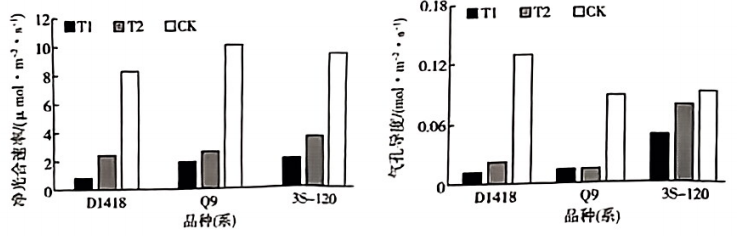 净光合速率/(μ mol·m⁻²·s⁻¹)
12
10
8
6
4
2
0
T1 T2 CK
D1418 Q9 3S-120
品种(系)
气孔导度/(mol·m⁻²·s⁻¹)
0.18
0.12
0.06
0
T1 T2 CK
D1418 Q9 3S-120
品种(系)